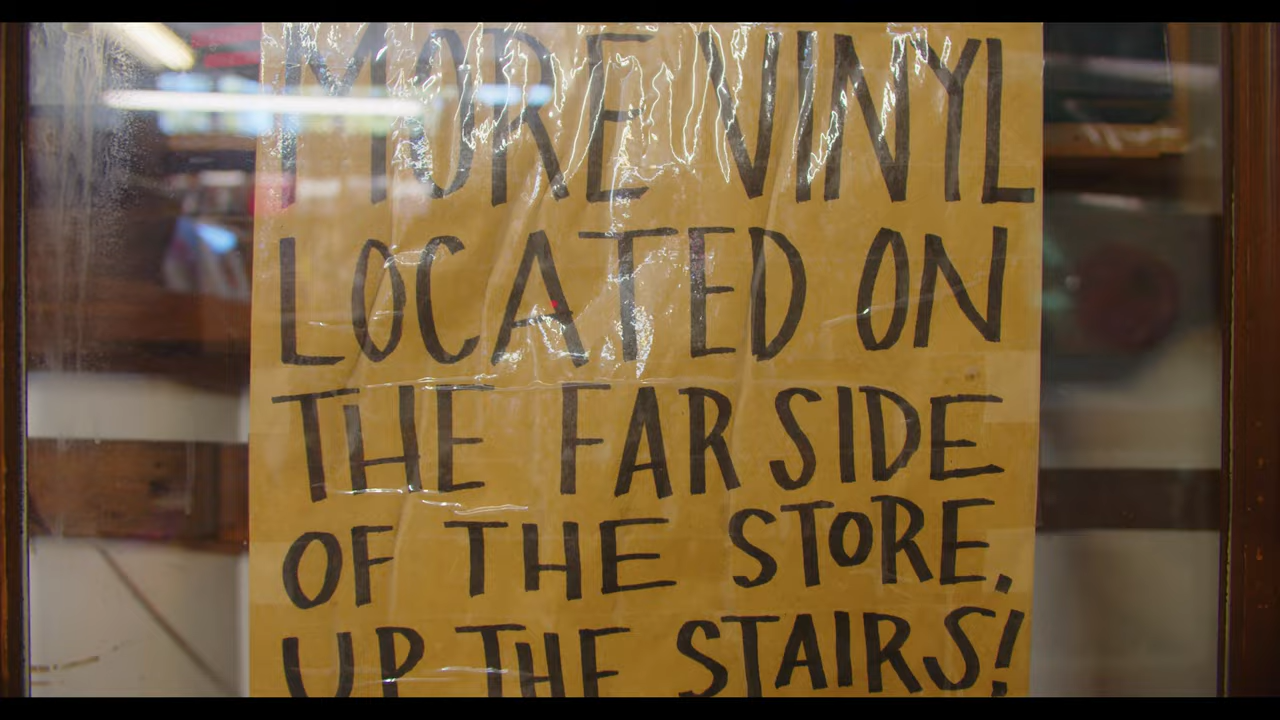 MORE VINYL
LOCATED ON
THE FAR SIDE
OF THE STORE.
UP THE STAIRS!